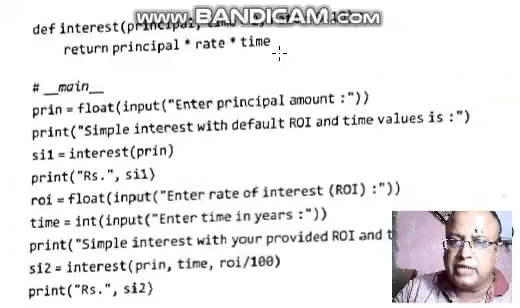 WWW.BANDICAM.COM
def interest(principal, time
return principal * rate * time
# __main__
prin = float(input("Enter principal amount :"))
print("Simple interest with default ROI and time values is :")
si1 = interest(prin)
print("Rs.", si1)
roi = float(input("Enter rate of interest (ROI) :"))
time = int(input("Enter time in years :"))
print("Simple interest with your provided ROI and t
si2 = interest(prin, time, roi/100)
print("Rs.", si2)